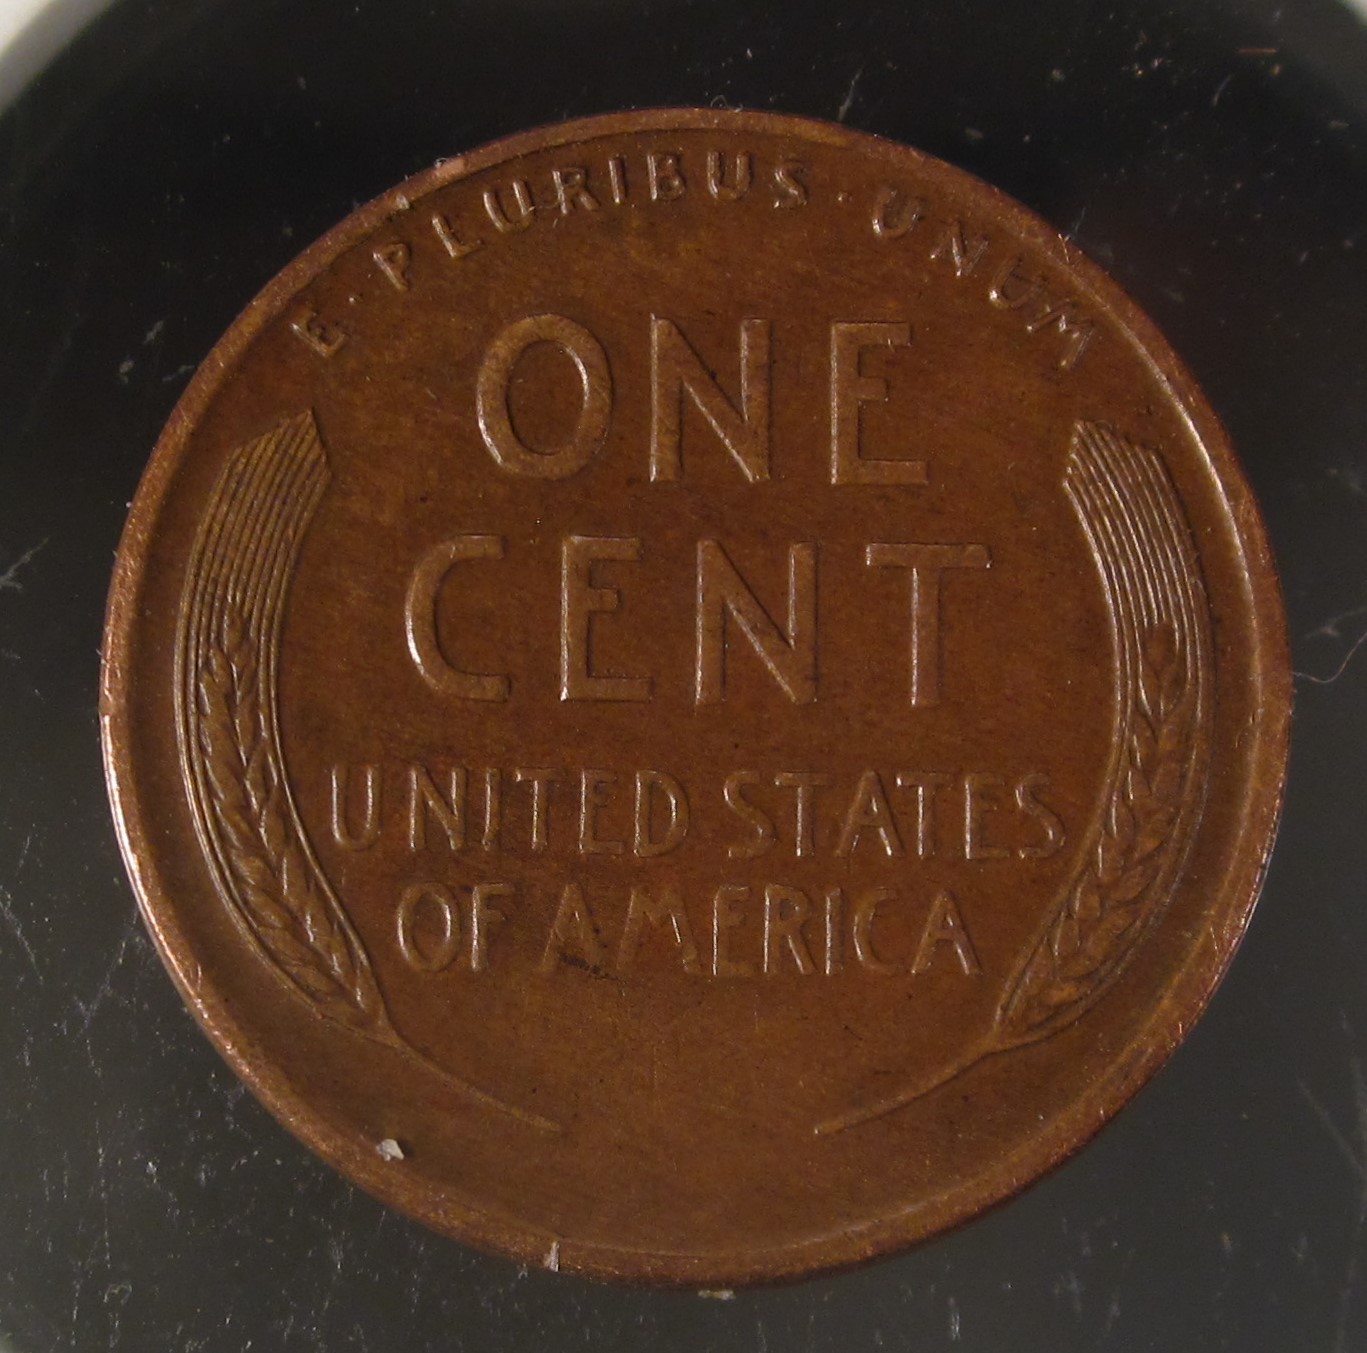 E · PLURIBUS · UNUM
ONE
CENT
UNITED STATES
OF AMERICA